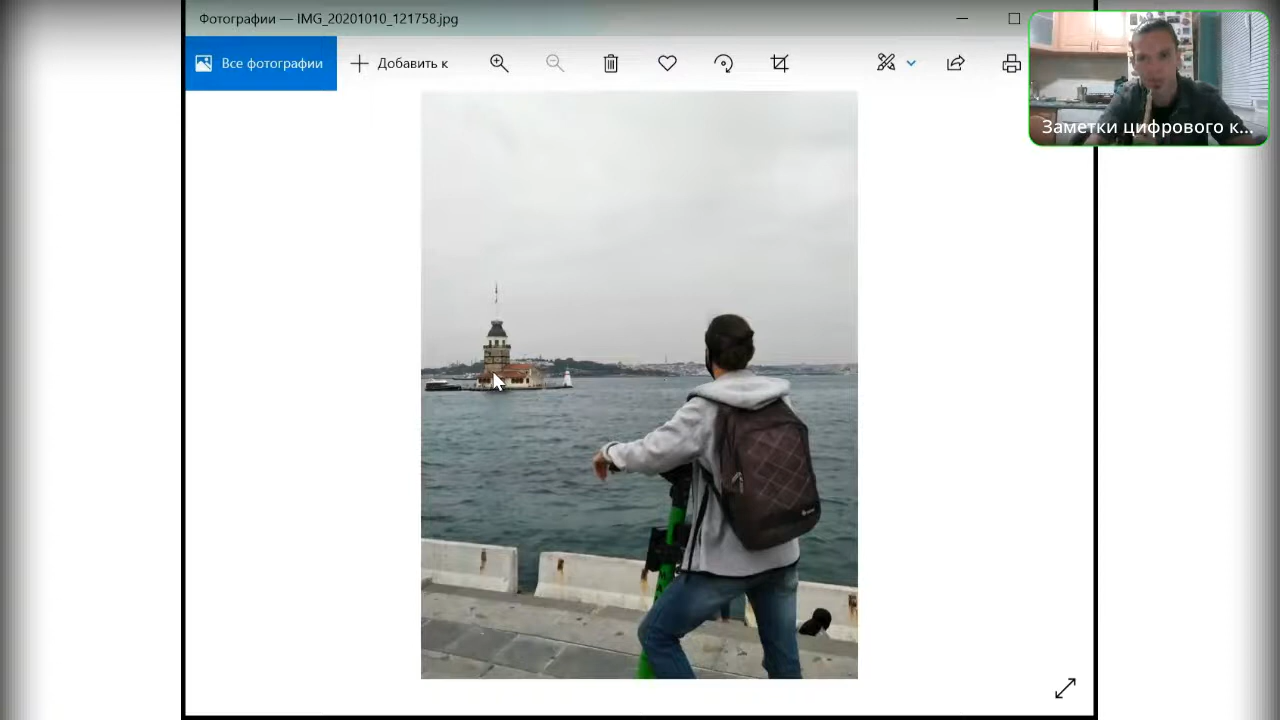 Фотографии — IMG_20201010_121758.jpg
Все фотографии
Добавить к
Заметки цифрового к...